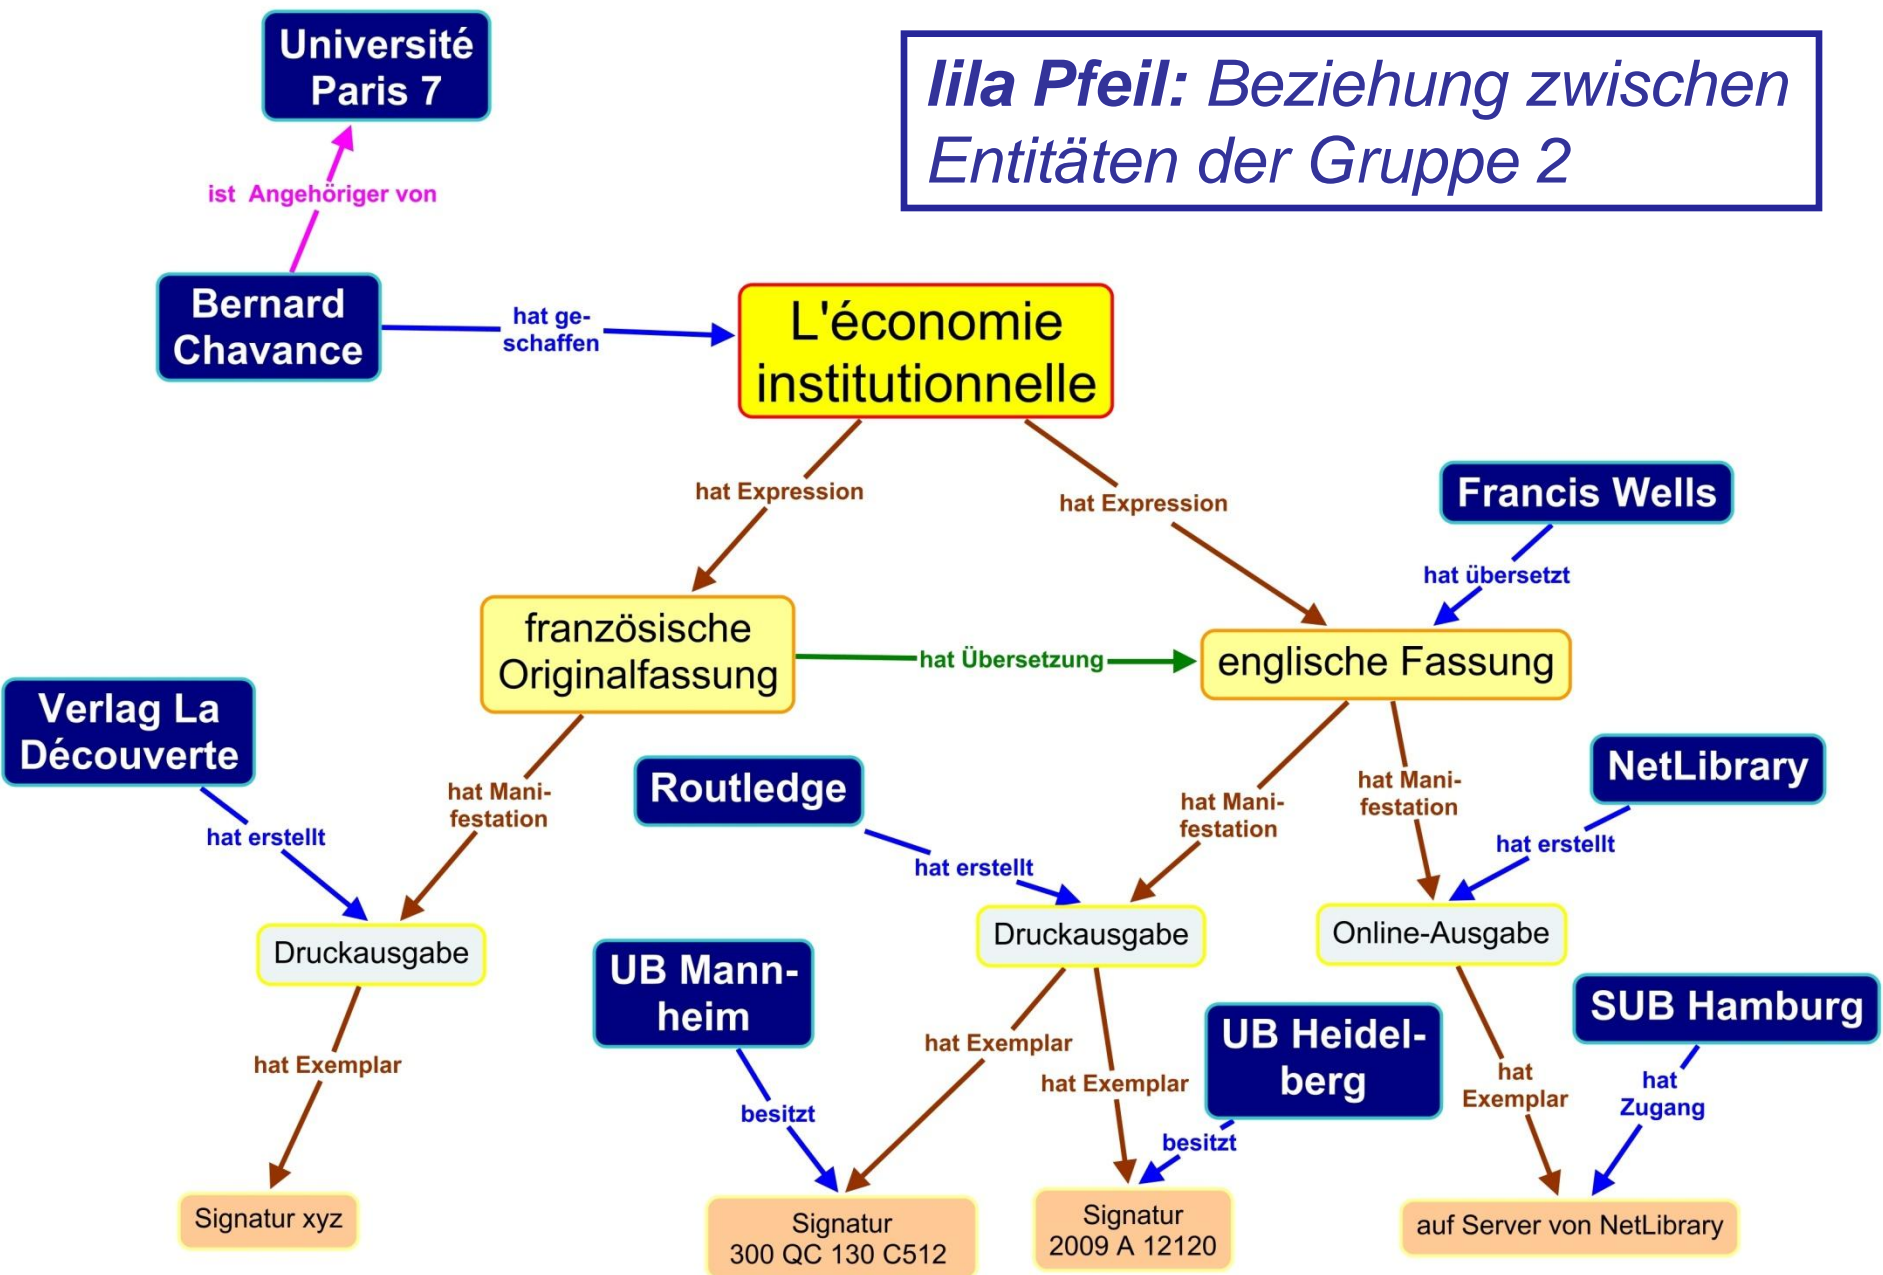 Université
Paris 7
lila Pfeil: Beziehung zwischen
Entitäten der Gruppe 2
ist Angehöriger von
Bernard
Chavance
hat ge-
schaffen
L'économie
institutionnelle
hat Expression
hat Expression
Francis Wells
hat übersetzt
französische
Originalfassung
hat Übersetzung
englische Fassung
Verlag La
Découverte
hat erstellt
hat Mani-
festation
Routledge
hat erstellt
hat Mani-
festation
hat Mani-
festation
NetLibrary
hat erstellt
Druckausgabe
Druckausgabe
Online-Ausgabe
UB Mann-
heim
UB Heidel-
berg
SUB Hamburg
hat Exemplar
hat Exemplar
hat Exemplar
hat
Exemplar
hat
Zugang
besitzt
besitzt
Signatur xyz
Signatur
300 QC 130 C512
Signatur
2009 A 12120
auf Server von NetLibrary